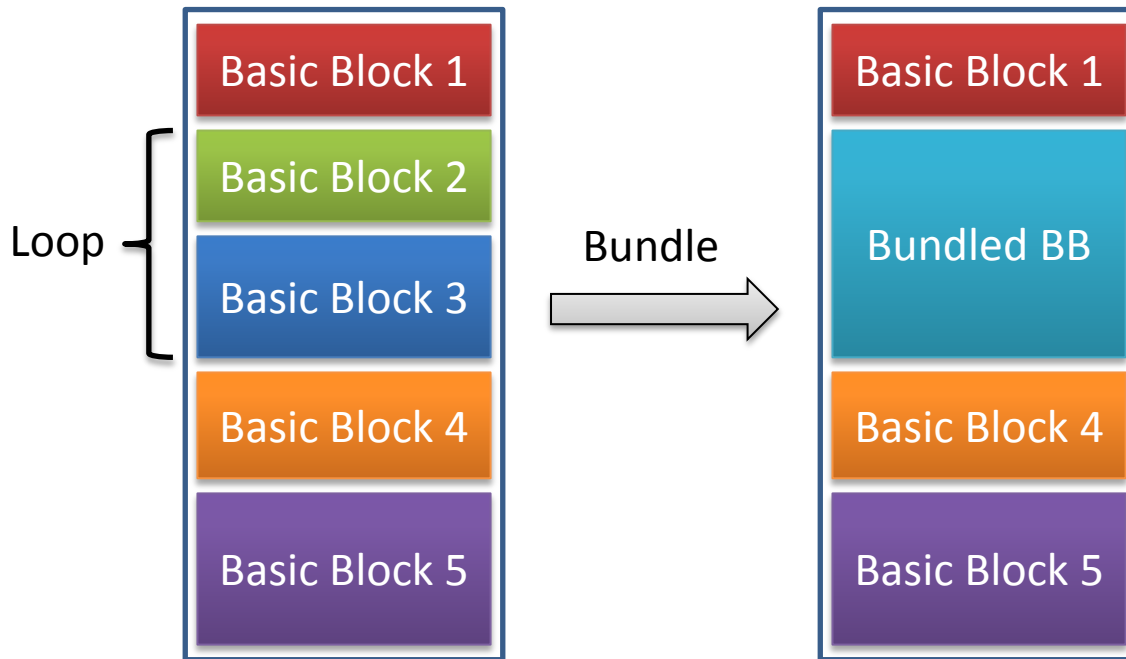 Basic Block 1
Basic Block 2
Loop
Basic Block 3
Basic Block 4
Basic Block 5
Bundle
Basic Block 1
Bundled BB
Basic Block 4
Basic Block 5